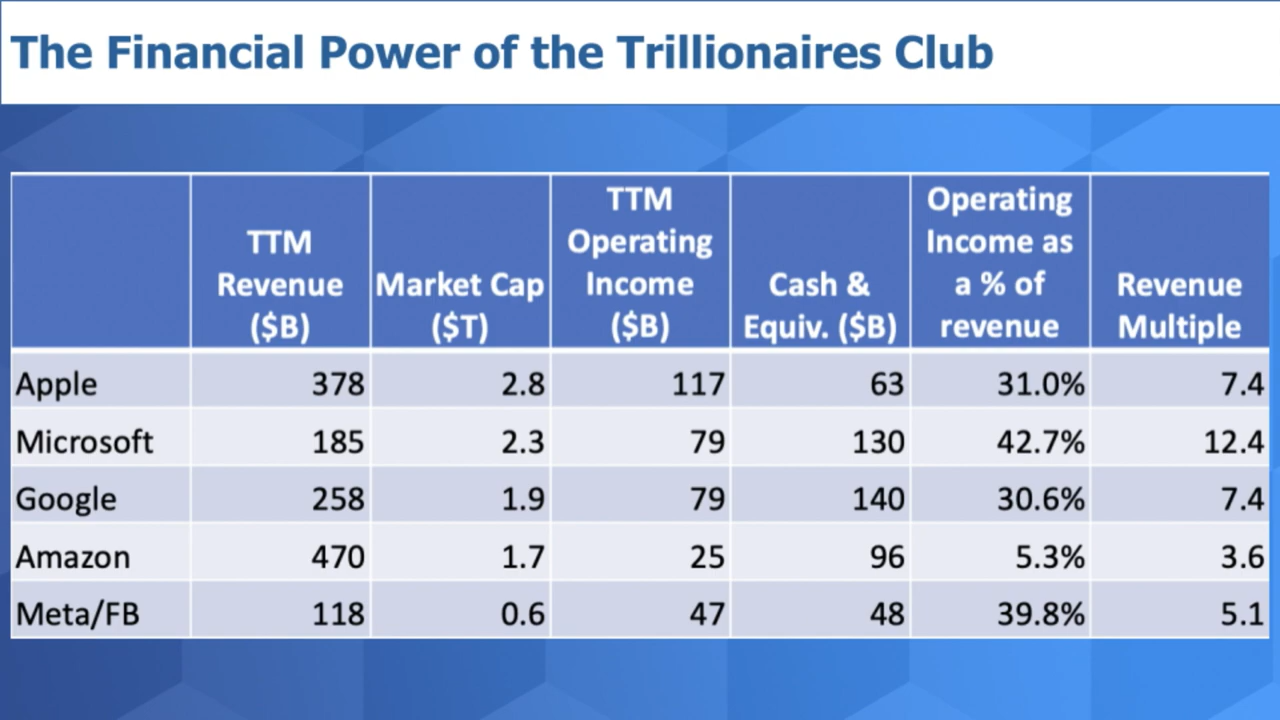 The Financial Power of the Trillionaires Club
TTM Revenue ($B) Market Cap ($T) TTM Operating Income ($B) Cash & Equiv. ($B) Operating Income as a % of revenue Revenue Multiple
Apple 378 2.8 117 63 31.0% 7.4
Microsoft 185 2.3 79 130 42.7% 12.4
Google 258 1.9 79 140 30.6% 7.4
Amazon 470 1.7 25 96 5.3% 3.6
Meta/FB 118 0.6 47 48 39.8% 5.1